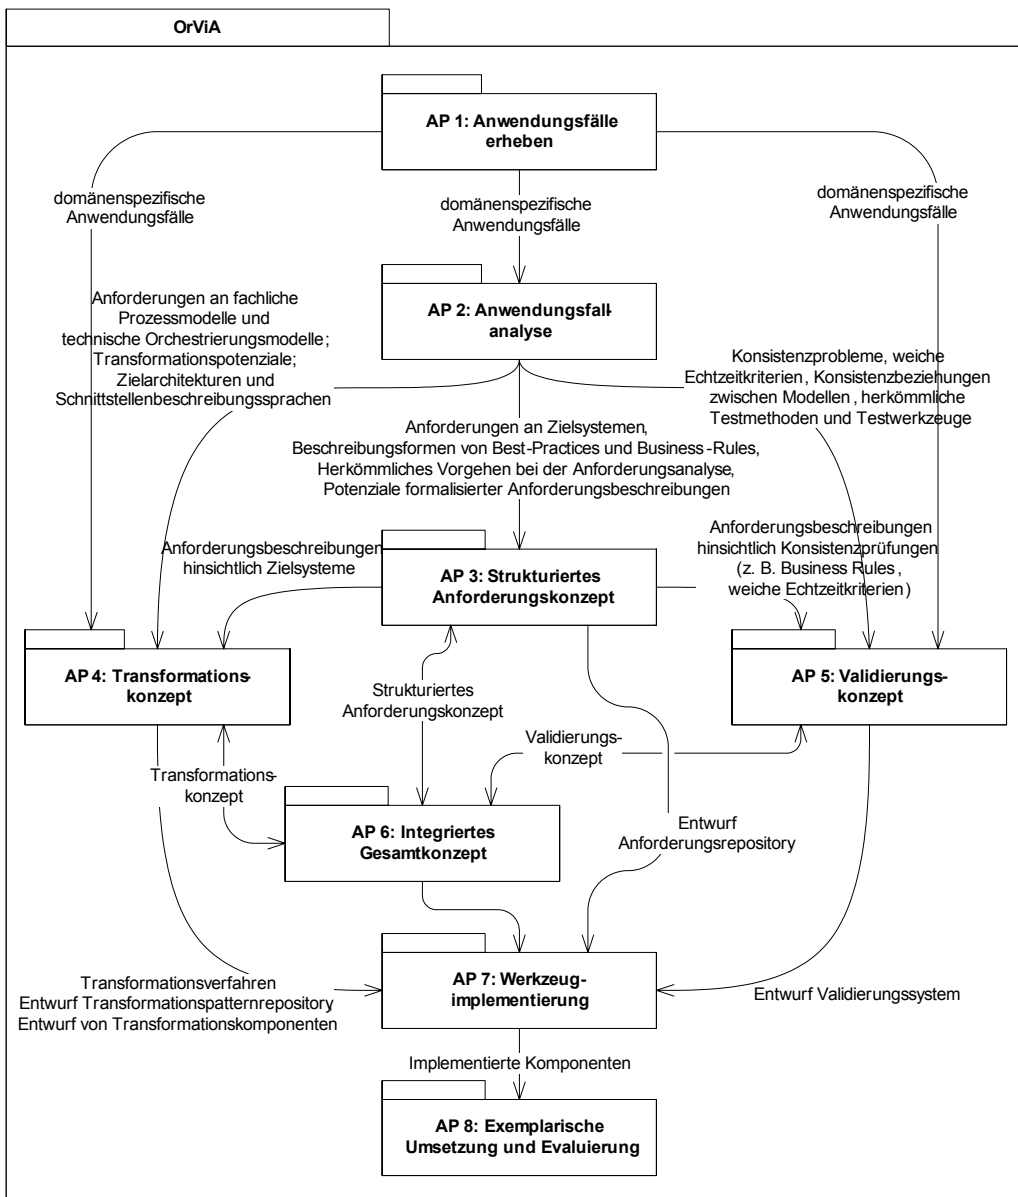 OrViA
AP 1: Anwendungsfälle
erheben
domänenspezifische
Anwendungsfälle
domänenspezifische
Anwendungsfälle
domänenspezifische
Anwendungsfälle
AP 2: Anwendungsfall-
analyse
Anforderungen an fachliche
Prozessmodelle und
technische Orchestrierungsmodelle;
Transformationspotenziale;
Zielarchitekturen und
Schnittstellenbeschreibungssprachen
Konsistenzprobleme, weiche
Echtzeitkriterien, Konsistenzbeziehungen
zwischen Modellen, herkömmliche
Testmethoden und Testwerkzeuge
Anforderungen an Zielsystemen,
Beschreibungsformen von Best-Practices und Business-Rules,
Herkömmliches Vorgehen bei der Anforderungsanalyse,
Potenziale formalisierter Anforderungsbeschreibungen
Anforderungsbeschreibungen
hinsichtlich Zielsysteme
AP 3: Strukturiertes
Anforderungskonzept
Anforderungsbeschreibungen
hinsichtlich Konsistenzprüfungen
(z. B. Business Rules,
weiche Echtzeitkriterien)
AP 4: Transformations-
konzept
AP 5: Validierungs-
konzept
Strukturiertes
Anforderungskonzept
Validierungs-
konzept
Transformations-
konzept
AP 6: Integriertes
Gesamtkonzept
Entwurf
Anforderungsrepository
AP 7: Werkzeug-
implementierung
Transformationsverfahren
Entwurf Transformationspatternrepository
Entwurf von Transformationskomponenten
Entwurf Validierungssystem
Implementierte Komponenten
AP 8: Exemplarische
Umsetzung und Evaluierung